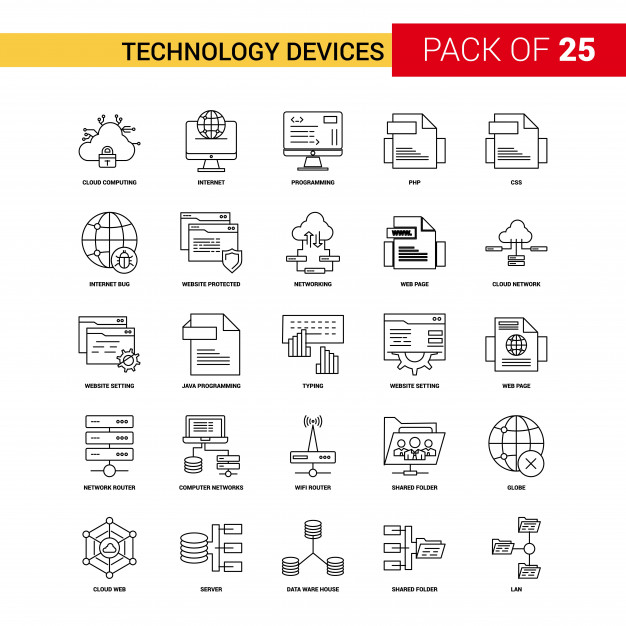 TECHNOLOGY DEVICES PACK OF 25
CLOUD COMPUTING INTERNET PROGRAMMING PHP CSS
WWW.
INTERNET BUG WEBSITE PROTECTED NETWORKING WEB PAGE CLOUD NETWORK
WEBSITE SETTING JAVA PROGRAMMING TYPING WEBSITE SETTING WEB PAGE
NETWORK ROUTER COMPUTER NETWORKS WIFI ROUTER SHARED FOLDER GLOBE
CLOUD WEB SERVER DATA WARE HOUSE SHARED FOLDER LAN